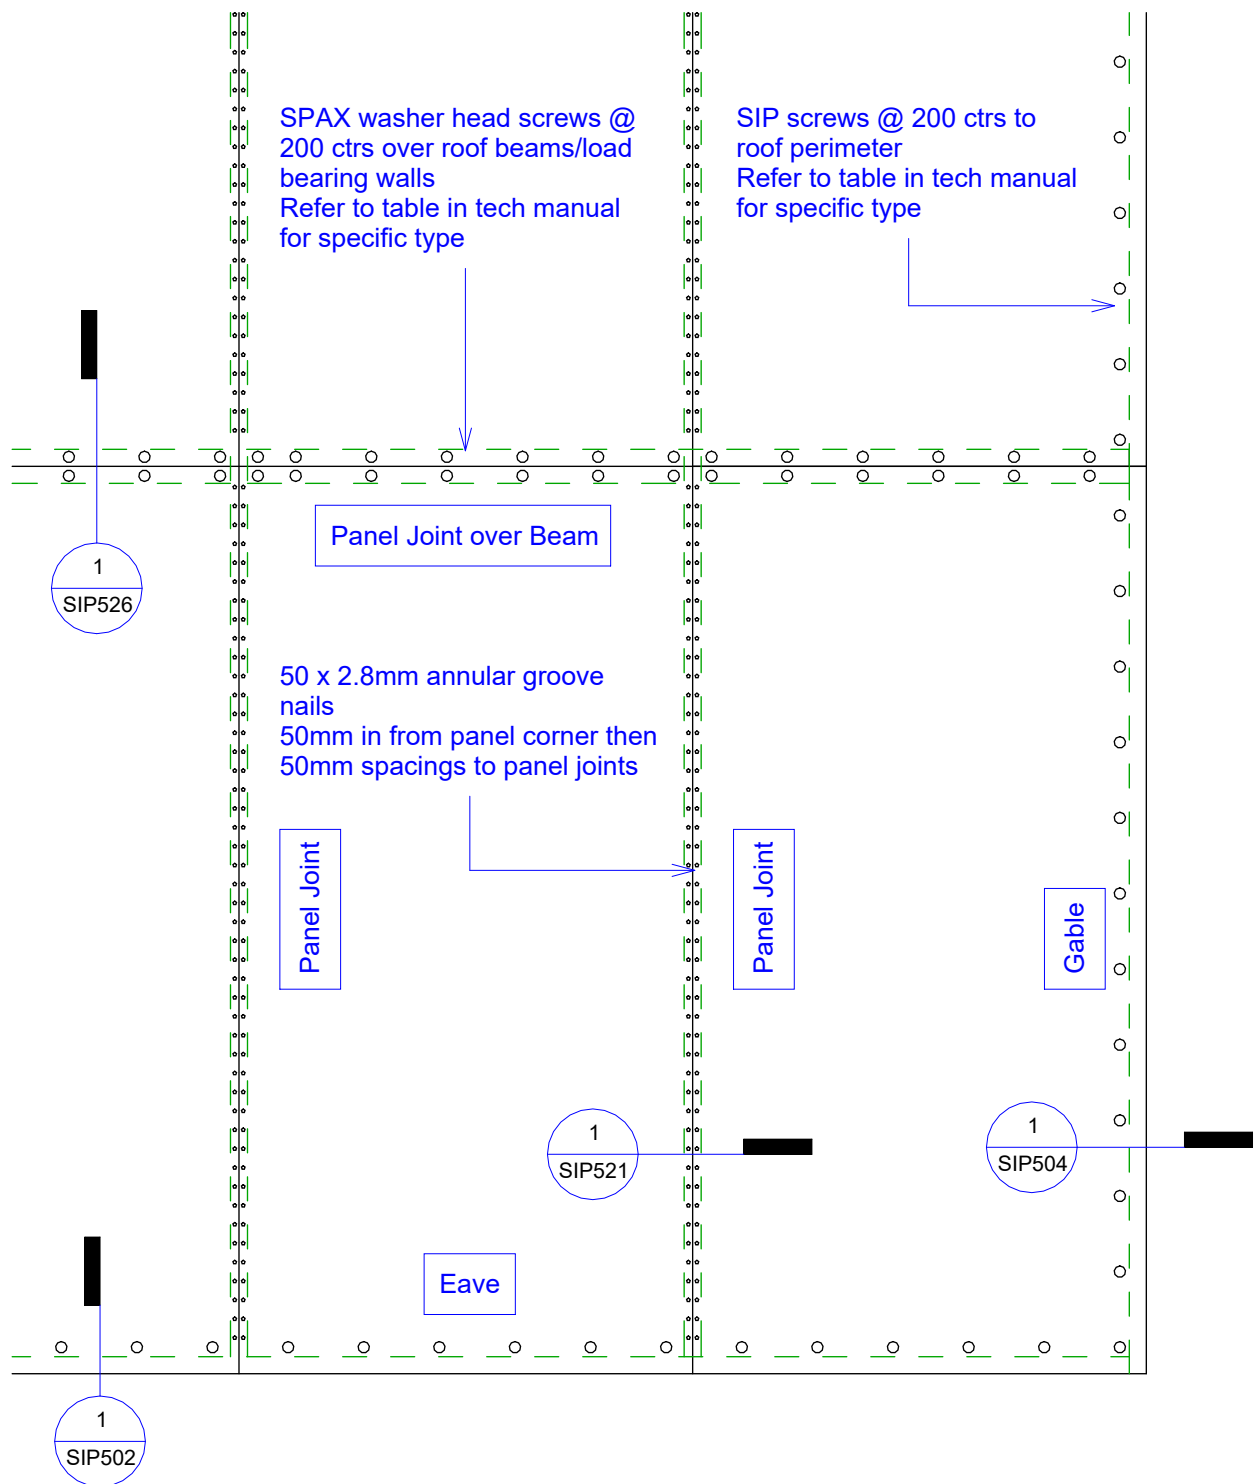 SPAX washer head screws @
200 ctrs over roof beams/load
bearing walls
Refer to table in tech manual
for specific type
SIP screws @ 200 ctrs to
roof perimeter
Refer to table in tech manual
for specific type
Panel Joint over Beam
1
SIP526
50 x 2.8mm annular groove
nails
50mm in from panel corner then
50mm spacings to panel joints
Panel Joint
Panel Joint
Gable
1
SIP521
1
SIP504
Eave
1
SIP502